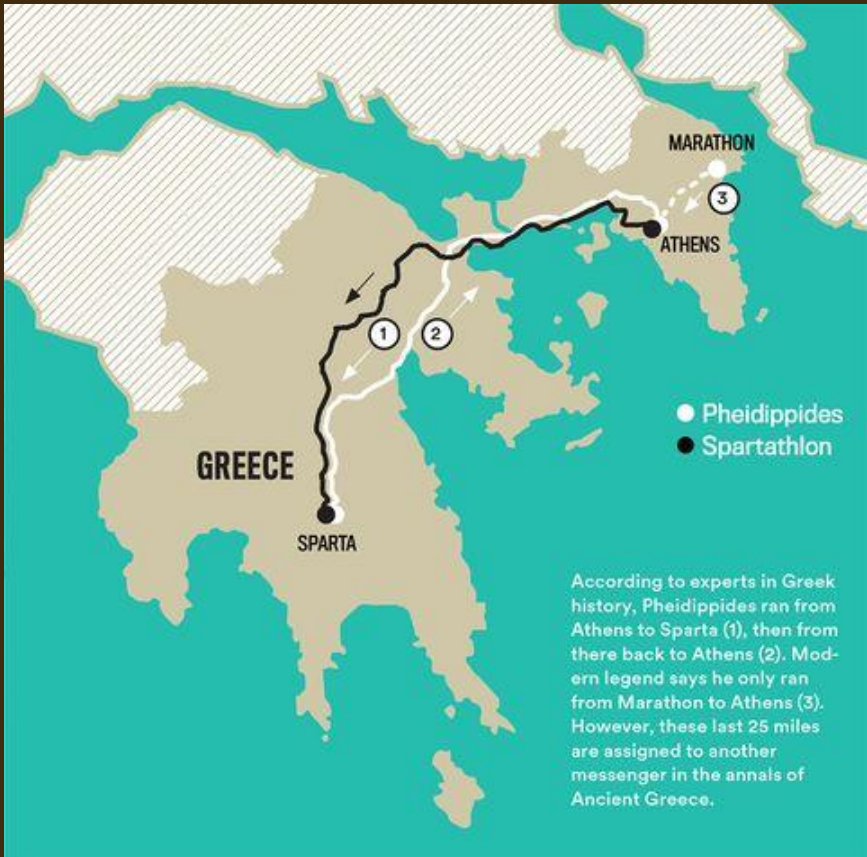 MARATHON
3
ATHENS
1
2
Pheidippides
Spartathlon
GREECE
SPARTA
According to experts in Greek
history, Pheidippides ran from
Athens to Sparta (1), then from
there back to Athens (2). Mod-
ern legend says he only ran
from Marathon to Athens (3).
However, these last 25 miles
are assigned to another
messenger in the annals of
Ancient Greece.